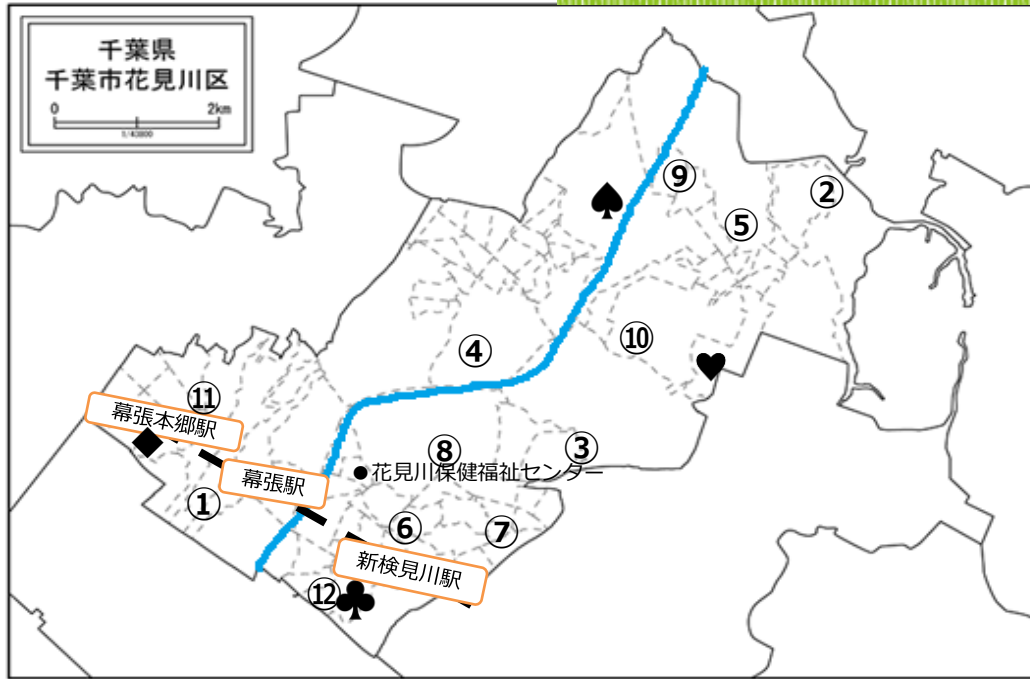 千葉県
千葉市花見川区
0 2km
1/43000
⑨
②
⑤
⑩
④
⑪
幕張本郷駅
⑧
③
幕張駅
●花見川保健福祉センター
①
⑥
⑦
新検見川駅
⑫